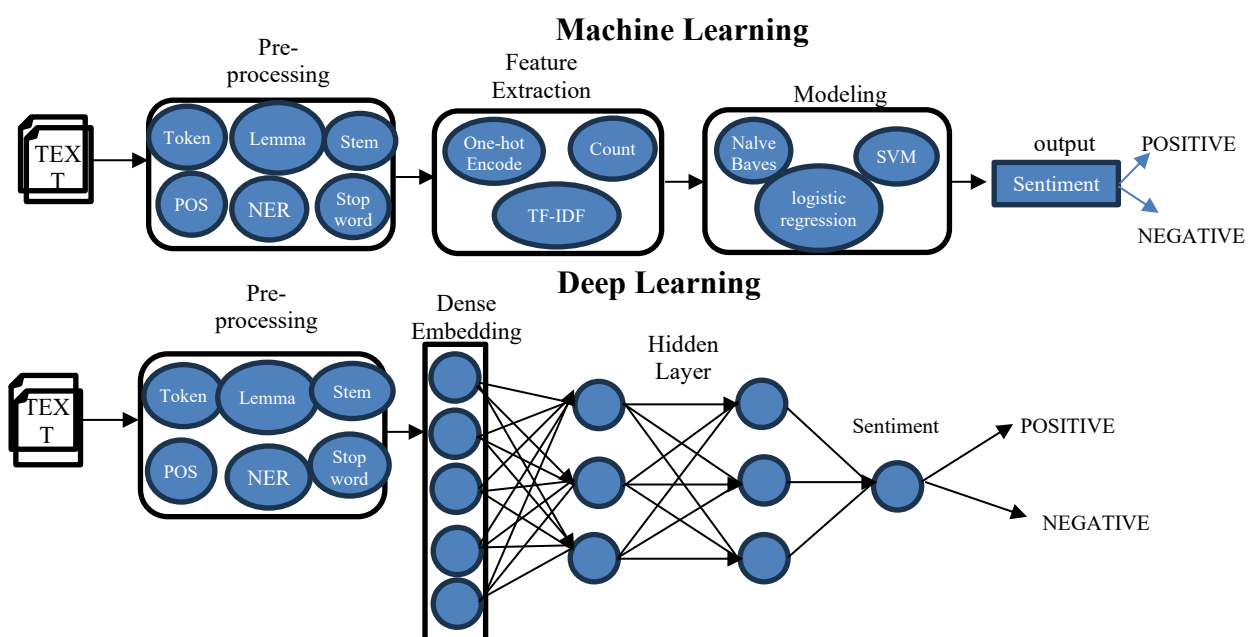 Machine Learning
Pre-
processing
Feature
Extraction
Modeling
TEX
T
Token
Lemma
Stem
POS
NER
Stop
word
One-hot
Encode
Count
TF-IDF
Nalve
Baves
SVM
logistic
regression
output
Sentiment
POSITIVE
NEGATIVE
Deep Learning
Pre-
processing
Dense
Embedding
Hidden
Layer
TEX
T
Token
Lemma
Stem
POS
NER
Stop
word
Sentiment
POSITIVE
NEGATIVE